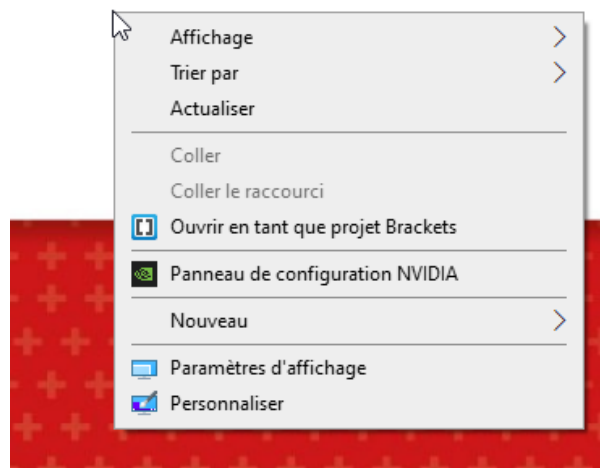 Affichage
Trier par
Actualiser
Coller
Coller le raccourci
Ouvrir en tant que projet Brackets
Panneau de configuration NVIDIA
Nouveau
Paramètres d'affichage
Personnaliser